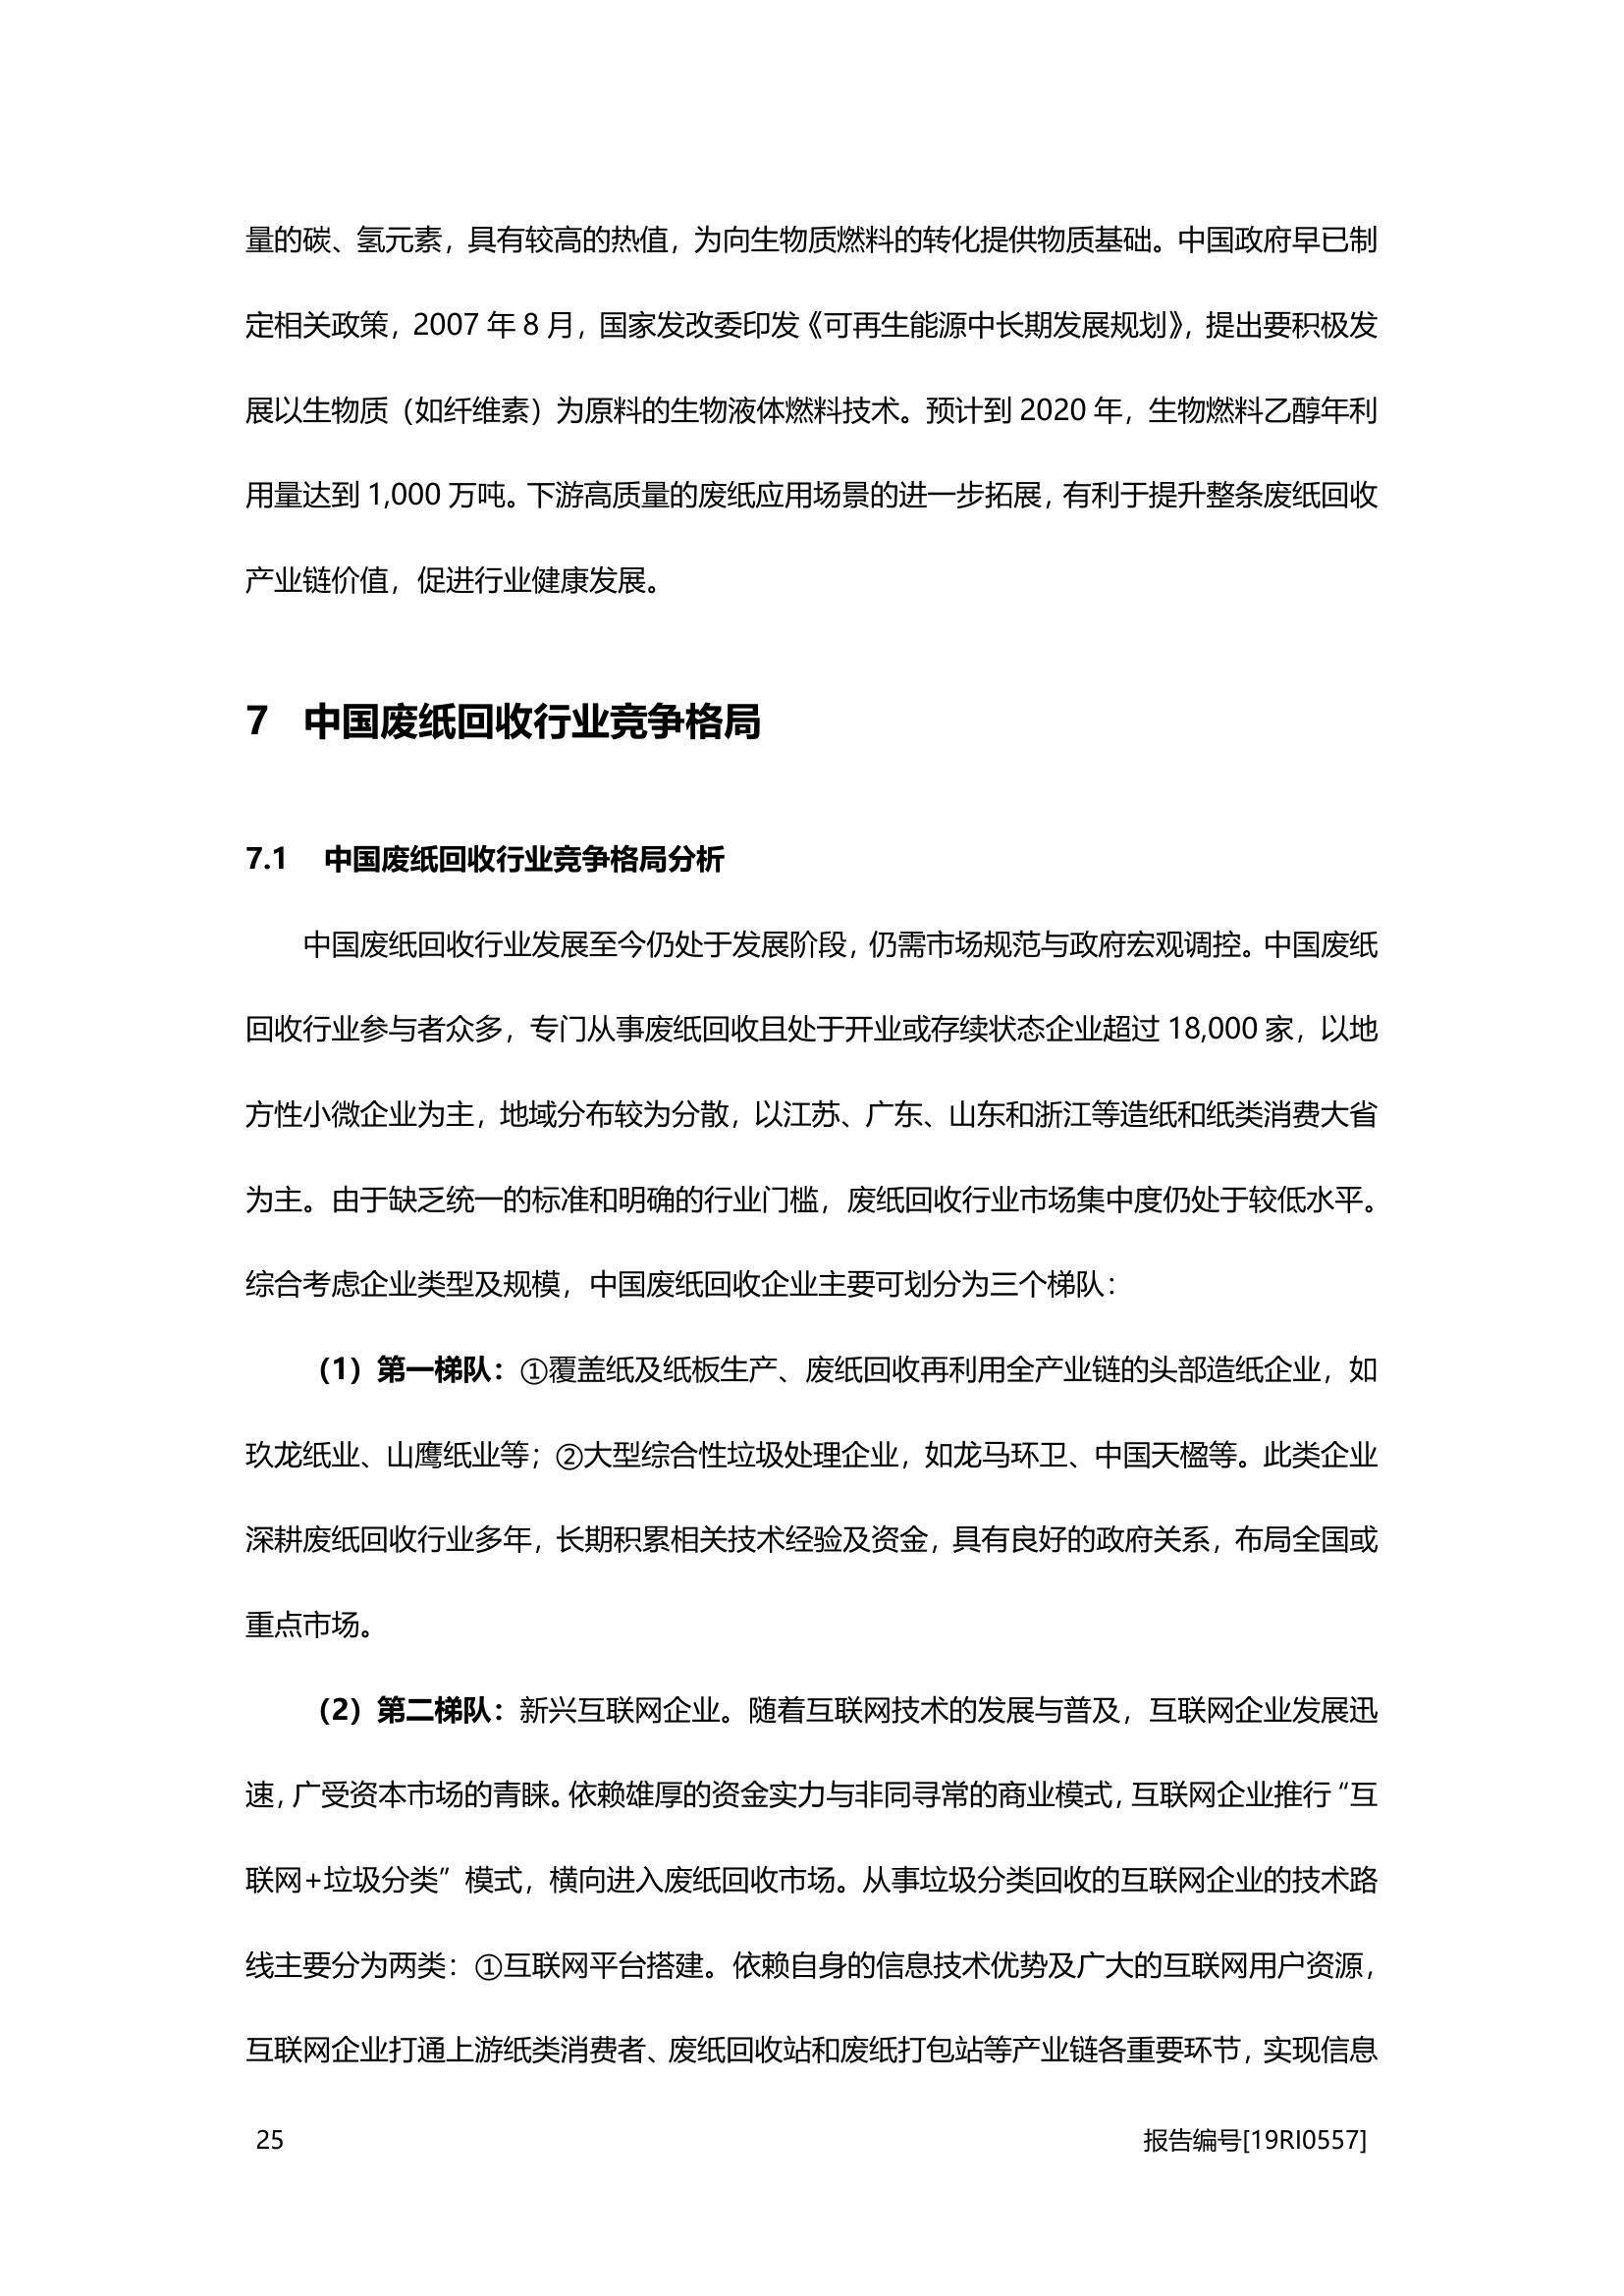 量的碳、氢元素，具有较高的热值，为向生物质燃料的转化提供物质基础。中国政府早已制
定相关政策，2007 年 8 月，国家发改委印发《可再生能源中长期发展规划》，提出要积极发
展以生物质（如纤维素）为原料的生物液体燃料技术。预计到 2020 年，生物燃料乙醇年利
用量达到 1,000 万吨。下游高质量的废纸应用场景的进一步拓展，有利于提升整条废纸回收
产业链价值，促进行业健康发展。
7 中国废纸回收行业竞争格局
7.1 中国废纸回收行业竞争格局分析
中国废纸回收行业发展至今仍处于发展阶段，仍需市场规范与政府宏观调控。中国废纸
回收行业参与者众多，专门从事废纸回收且处于开业或存续状态企业超过 18,000 家，以地
方性小微企业为主，地域分布较为分散，以江苏、广东、山东和浙江等造纸和纸类消费大省
为主。由于缺乏统一的标准和明确的行业门槛，废纸回收行业市场集中度仍处于较低水平。
综合考虑企业类型及规模，中国废纸回收企业主要可划分为三个梯队：
（1）第一梯队：①覆盖纸及纸板生产、废纸回收再利用全产业链的头部造纸企业，如
玖龙纸业、山鹰纸业等；②大型综合性垃圾处理企业，如龙马环卫、中国天楹等。此类企业
深耕废纸回收行业多年，长期积累相关技术经验及资金，具有良好的政府关系，布局全国或
重点市场。
（2）第二梯队：新兴互联网企业。随着互联网技术的发展与普及，互联网企业发展迅
速，广受资本市场的青睐。依赖雄厚的资金实力与非同寻常的商业模式，互联网企业推行“互
联网+垃圾分类”模式，横向进入废纸回收市场。从事垃圾分类回收的互联网企业的技术路
线主要分为两类：①互联网平台搭建。依赖自身的信息技术优势及广大的互联网用户资源，
互联网企业打通上游纸类消费者、废纸回收站和废纸打包站等产业链各重要环节，实现信息
25 报告编号[19RI0557]